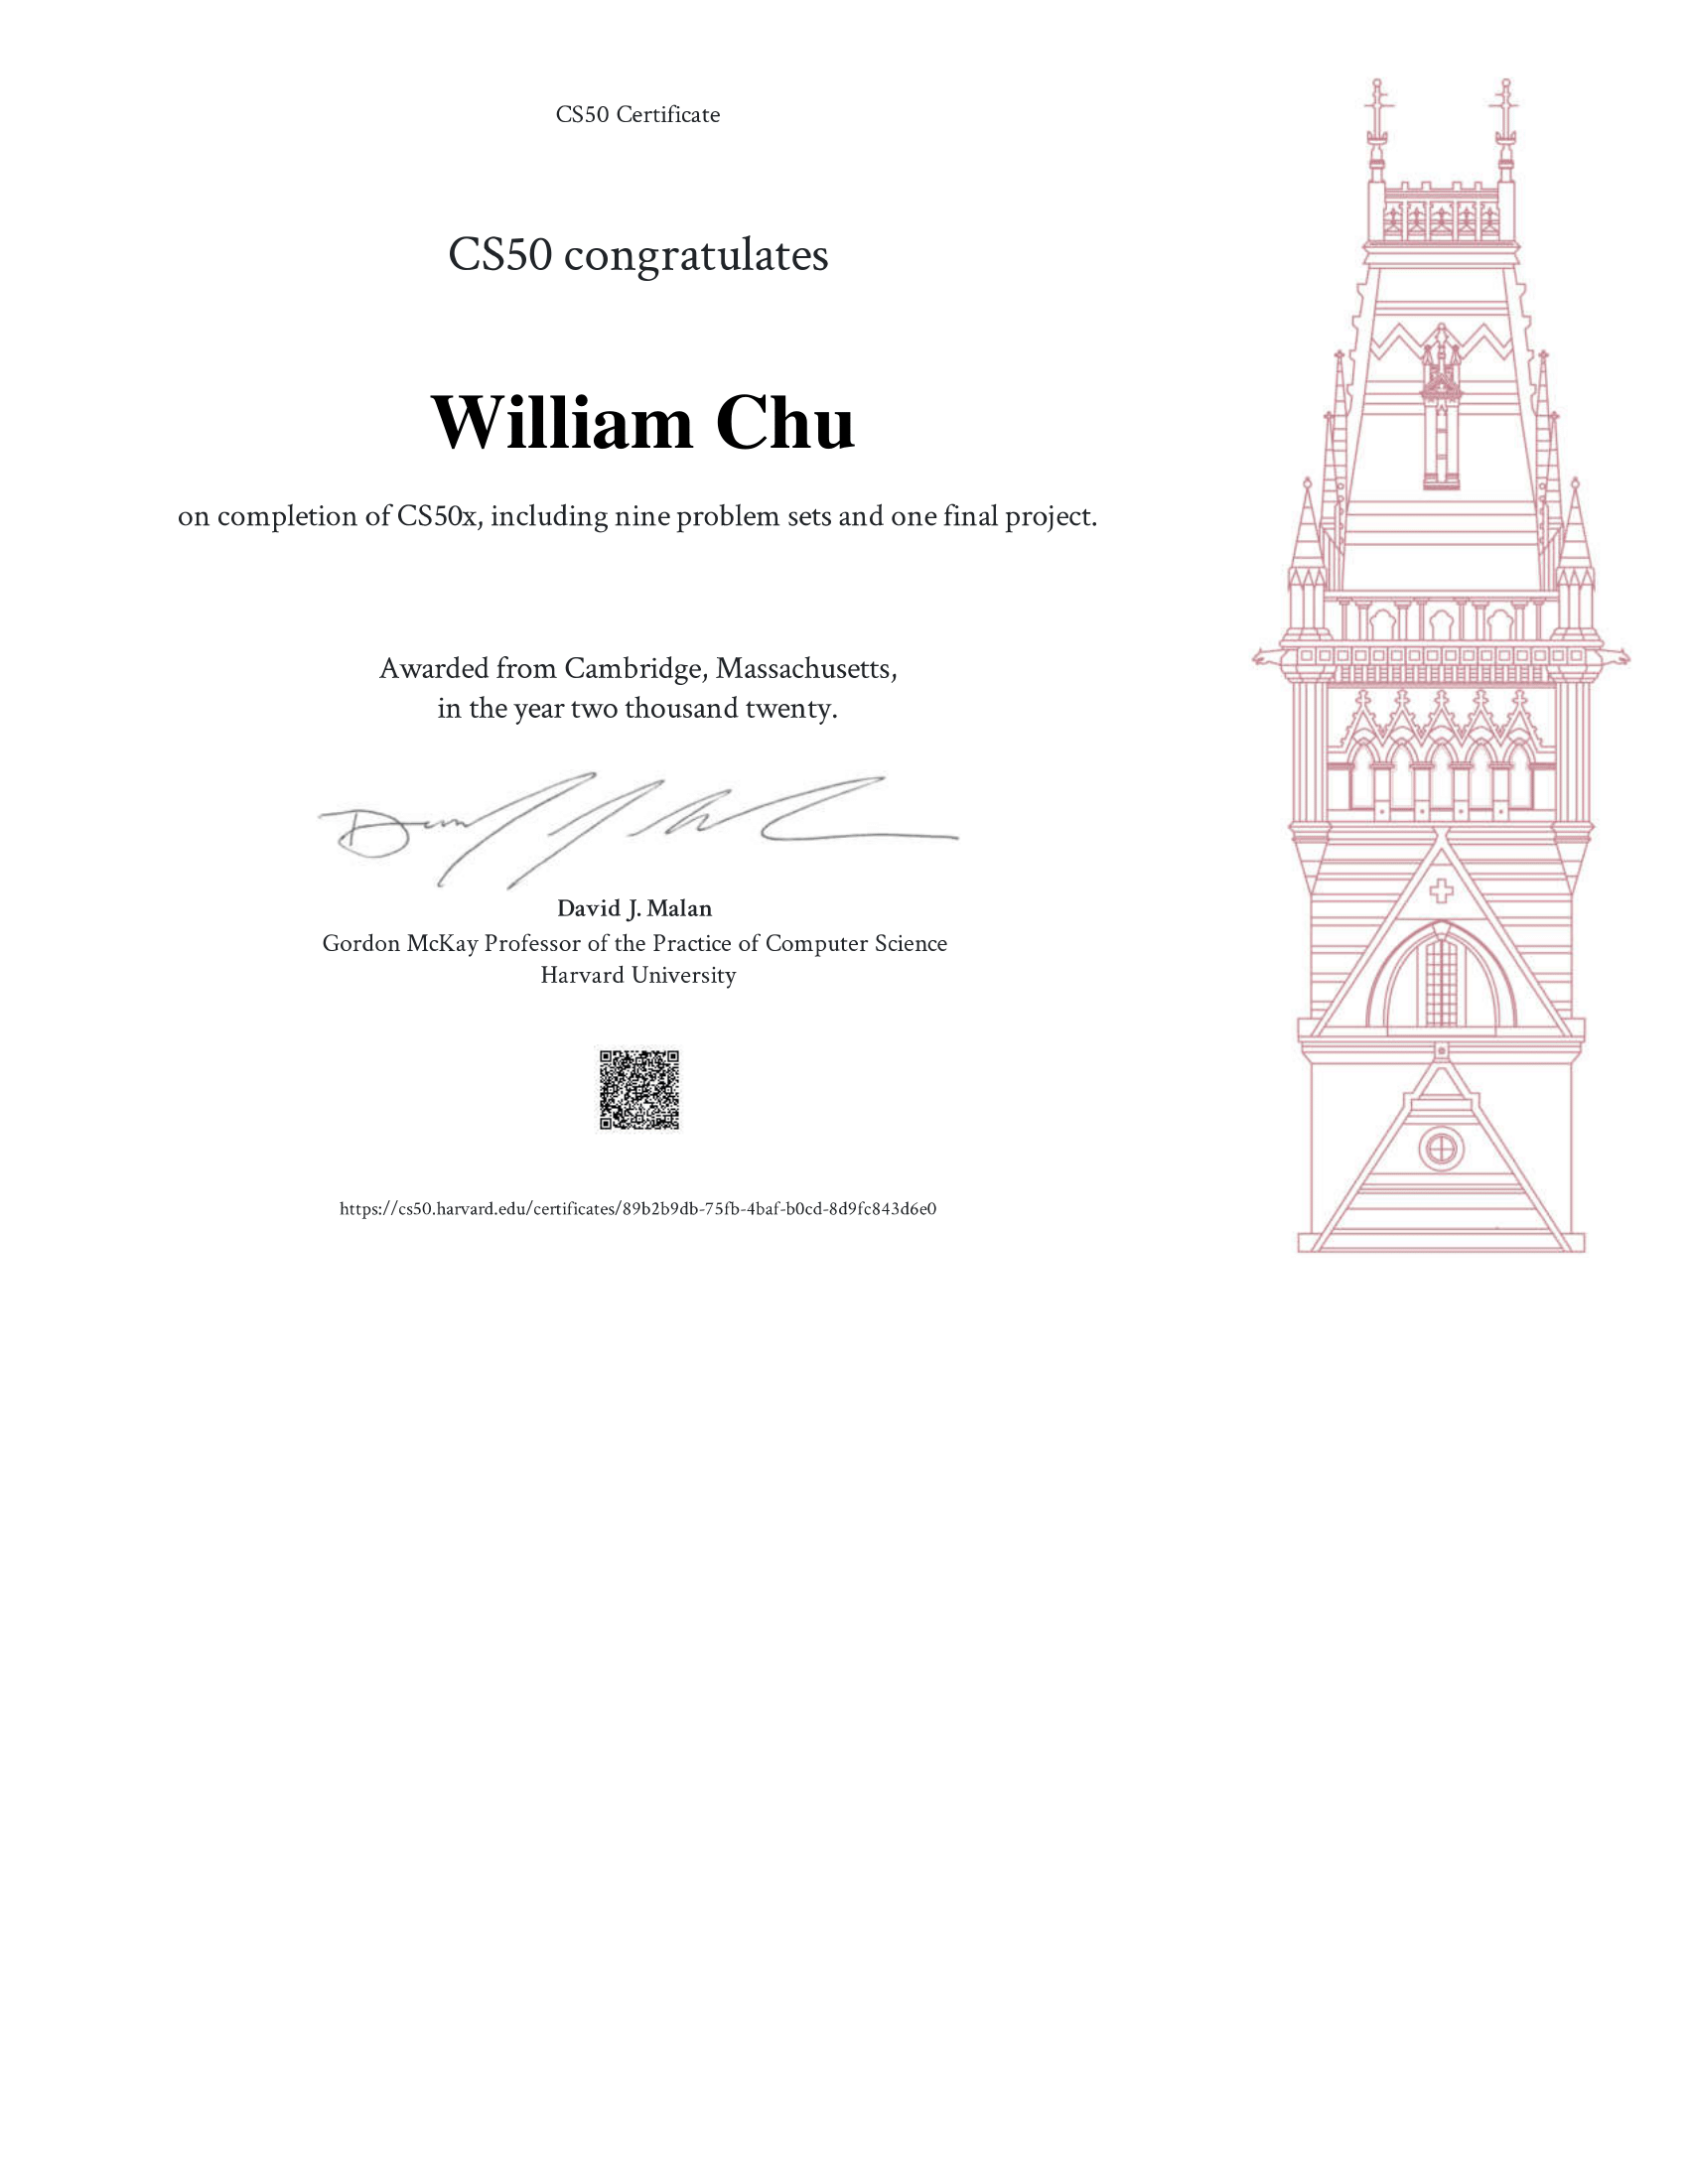 CS50 Certificate
CS50 congratulates
William Chu
on completion of CS50x, including nine problem sets and one final project.
Awarded from Cambridge, Massachusetts,
in the year two thousand twenty.
David J. Malan
Gordon McKay Professor of the Practice of Computer Science
Harvard University
https://cs50.harvard.edu/certificates/89b2b9db-75fb-4baf-b0cd-8d9fc843d6e0